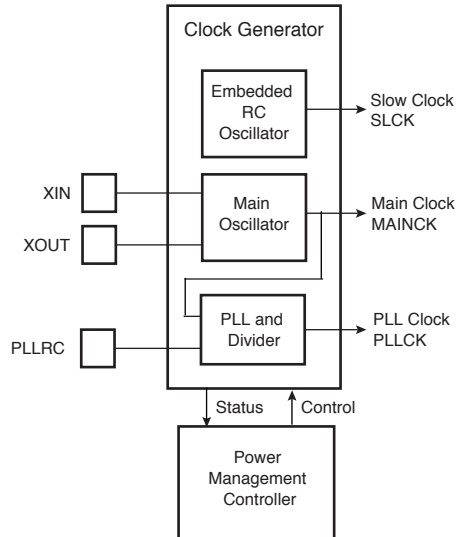 Clock Generator
Embedded
RC
Oscillator
Slow Clock
SLCK
XIN
Main
Oscillator
Main Clock
MAINCK
XOUT
PLL and
Divider
PLL Clock
PLLCK
PLLRC
Status
Control
Power
Management
Controller